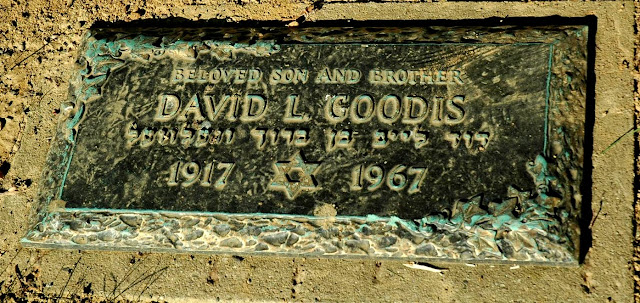 BELOVED SON AND BROTHER
DAVID L. GOODIS
דוד לייב בן ברוך
1917 1967